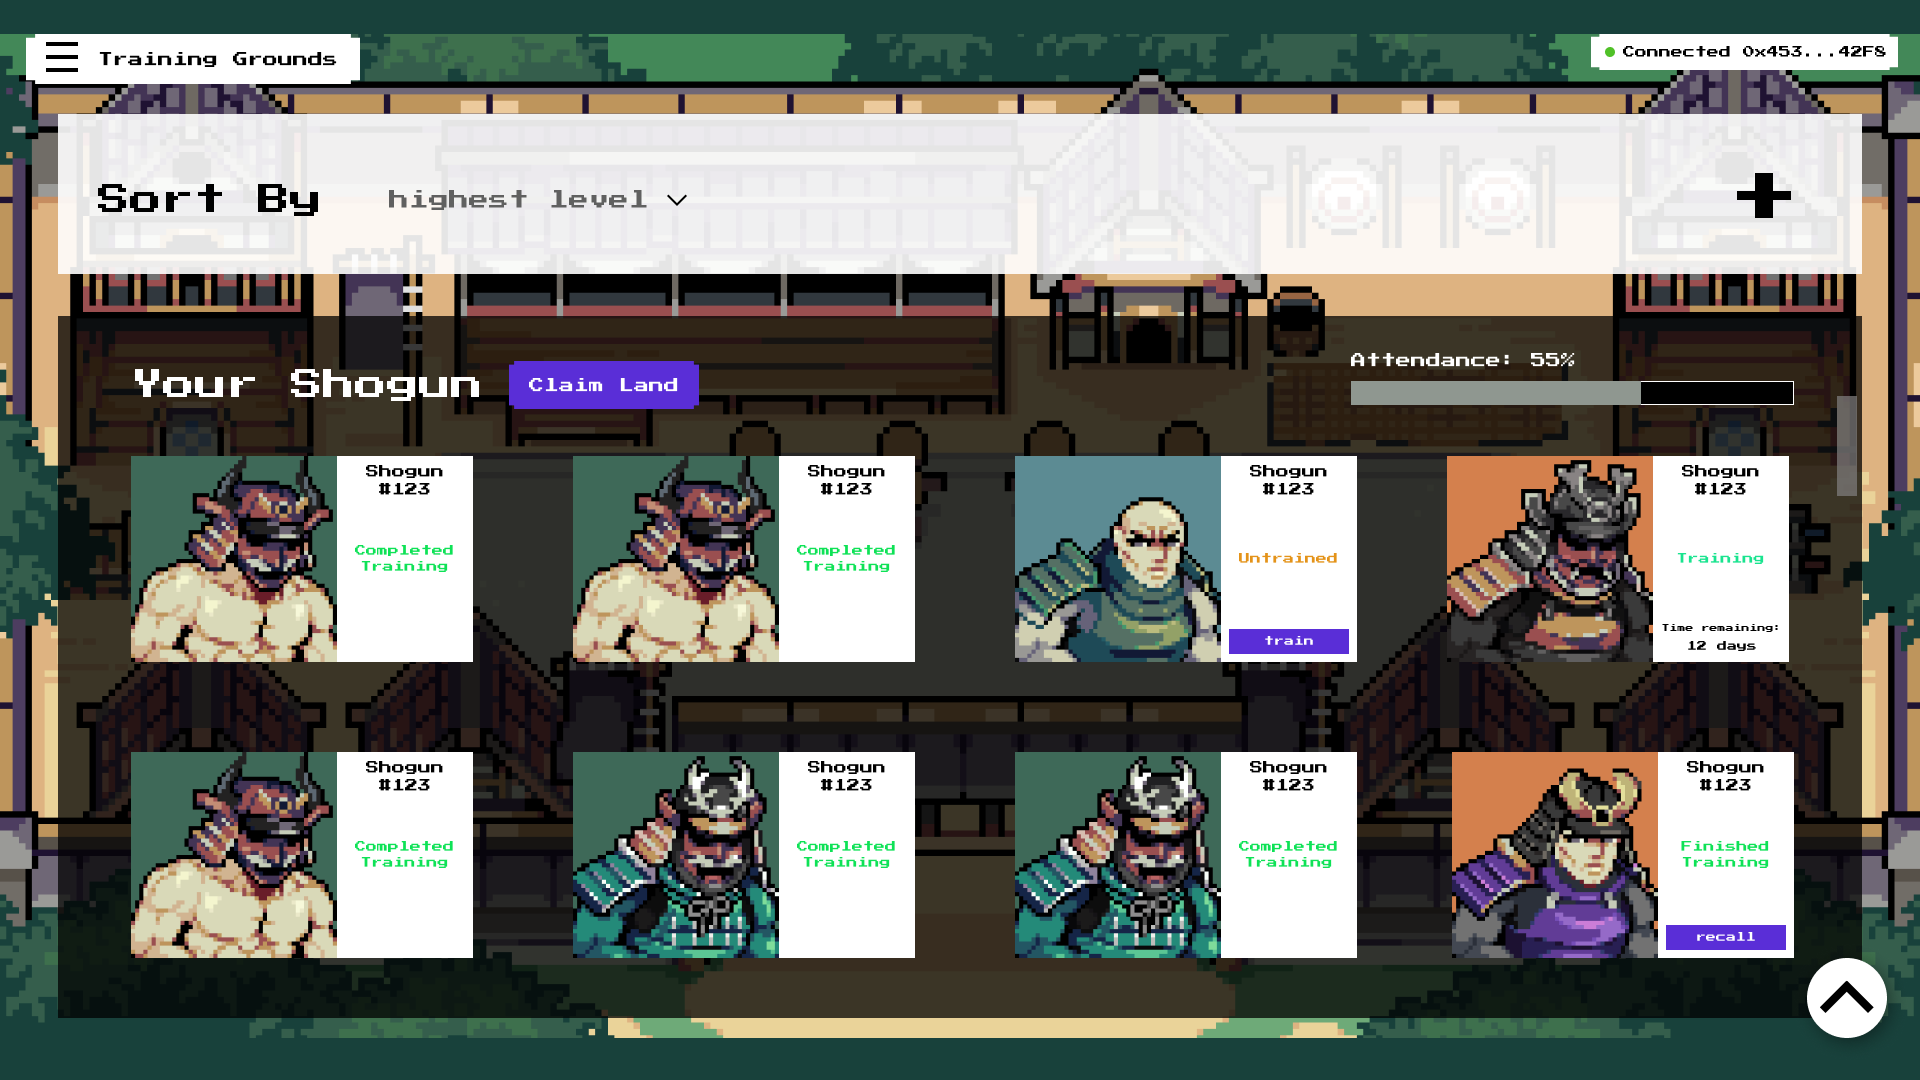 Training Grounds
Connected 0x453...42F8
Sort By
highest level
Your Shogun
Claim Land
Attendance: 55%
Shogun
#123
Completed
Training
Shogun
#123
Completed
Training
Shogun
#123
Untrained
train
Shogun
#123
Training
Time remaining:
12 days
Shogun
#123
Completed
Training
Shogun
#123
Completed
Training
Shogun
#123
Completed
Training
Shogun
#123
Finished
Training
recall